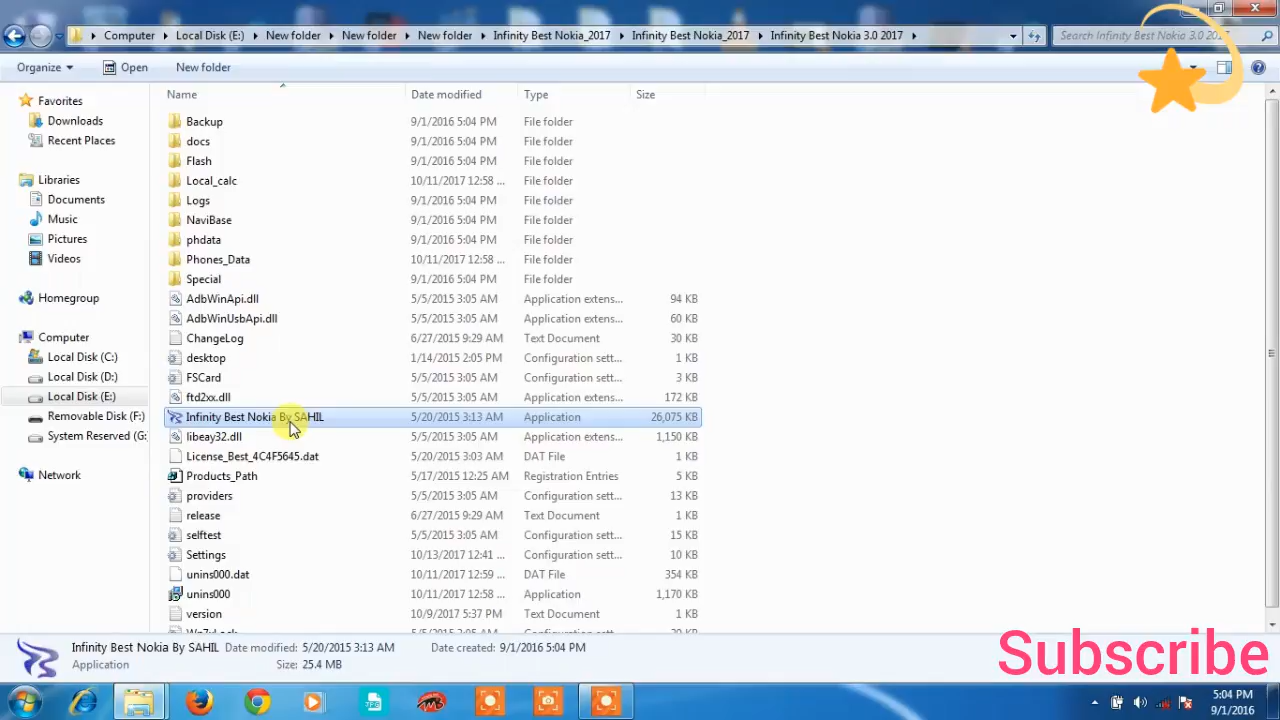 Computer ▸ Local Disk (E:) ▸ New folder ▸ New folder ▸ New folder ▸ Infinity Best Nokia_2017 ▸ Infinity Best Nokia_2017 ▸ Infinity Best Nokia 3.0 2017 ▸ Search Infinity Best Nokia 3.0 2017
Organize Open New folder
Name Date modified Type Size
Favorites
Downloads
Recent Places
Libraries
Documents
Music
Pictures
Videos
Homegroup
Computer
Local Disk (C:)
Local Disk (D:)
Local Disk (E:)
Removable Disk (F:)
System Reserved (G:
Network
Backup 9/1/2016 5:04 PM File folder
docs 9/1/2016 5:04 PM File folder
Flash 9/1/2016 5:04 PM File folder
Local_calc 10/11/2017 12:58 ... File folder
Logs 9/1/2016 5:04 PM File folder
NaviBase 9/1/2016 5:04 PM File folder
phdata 9/1/2016 5:04 PM File folder
Phones_Data 10/11/2017 12:58 ... File folder
Special 9/1/2016 5:04 PM File folder
AdbWinApi.dll 5/5/2015 3:05 AM Application extens... 94 KB
AdbWinUsbApi.dll 5/5/2015 3:05 AM Application extens... 60 KB
ChangeLog 6/27/2015 9:29 AM Text Document 30 KB
desktop 1/14/2015 2:05 PM Configuration sett... 1 KB
FSCard 5/5/2015 3:05 AM Configuration sett... 3 KB
ftd2xx.dll 5/5/2015 3:05 AM Application extens... 172 KB
Infinity Best Nokia By SAHIL 5/20/2015 3:13 AM Application 26,075 KB
libeay32.dll 5/5/2015 3:05 AM Application extens... 1,150 KB
License_Best_4C4F5645.dat 5/20/2015 3:03 AM DAT File 1 KB
Products_Path 5/17/2015 12:25 AM Registration Entries 5 KB
providers 5/5/2015 3:05 AM Configuration sett... 13 KB
release 6/27/2015 9:29 AM Text Document 1 KB
selftest 5/5/2015 3:05 AM Configuration sett... 15 KB
Settings 10/13/2017 12:41 ... Configuration sett... 10 KB
unins000.dat 10/11/2017 12:59 ... DAT File 354 KB
unins000 10/11/2017 12:58 ... Application 1,170 KB
version 10/9/2017 5:37 PM Text Document 1 KB
Infinity Best Nokia By SAHIL Date modified: 5/20/2015 3:13 AM Date created: 9/1/2016 5:04 PM
Application Size: 25.4 MB
Subscribe
JPG
5:04 PM
9/1/2016